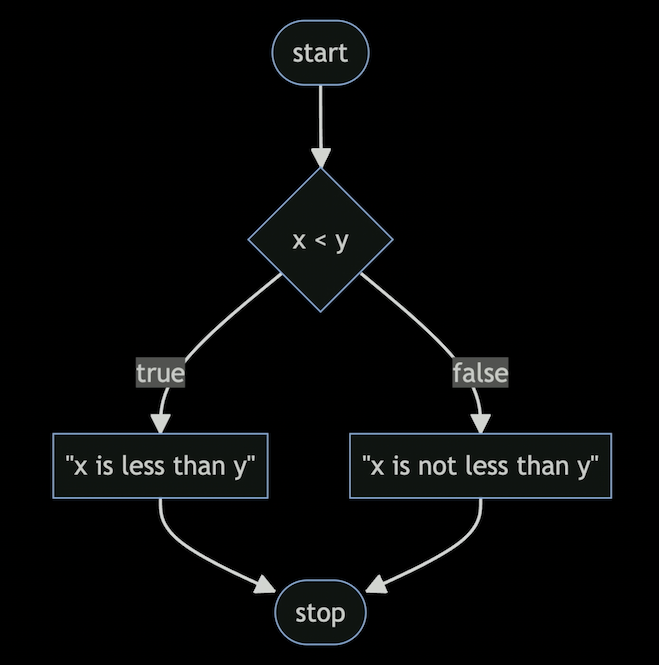 start
x < y
true
false
"x is less than y"
"x is not less than y"
stop